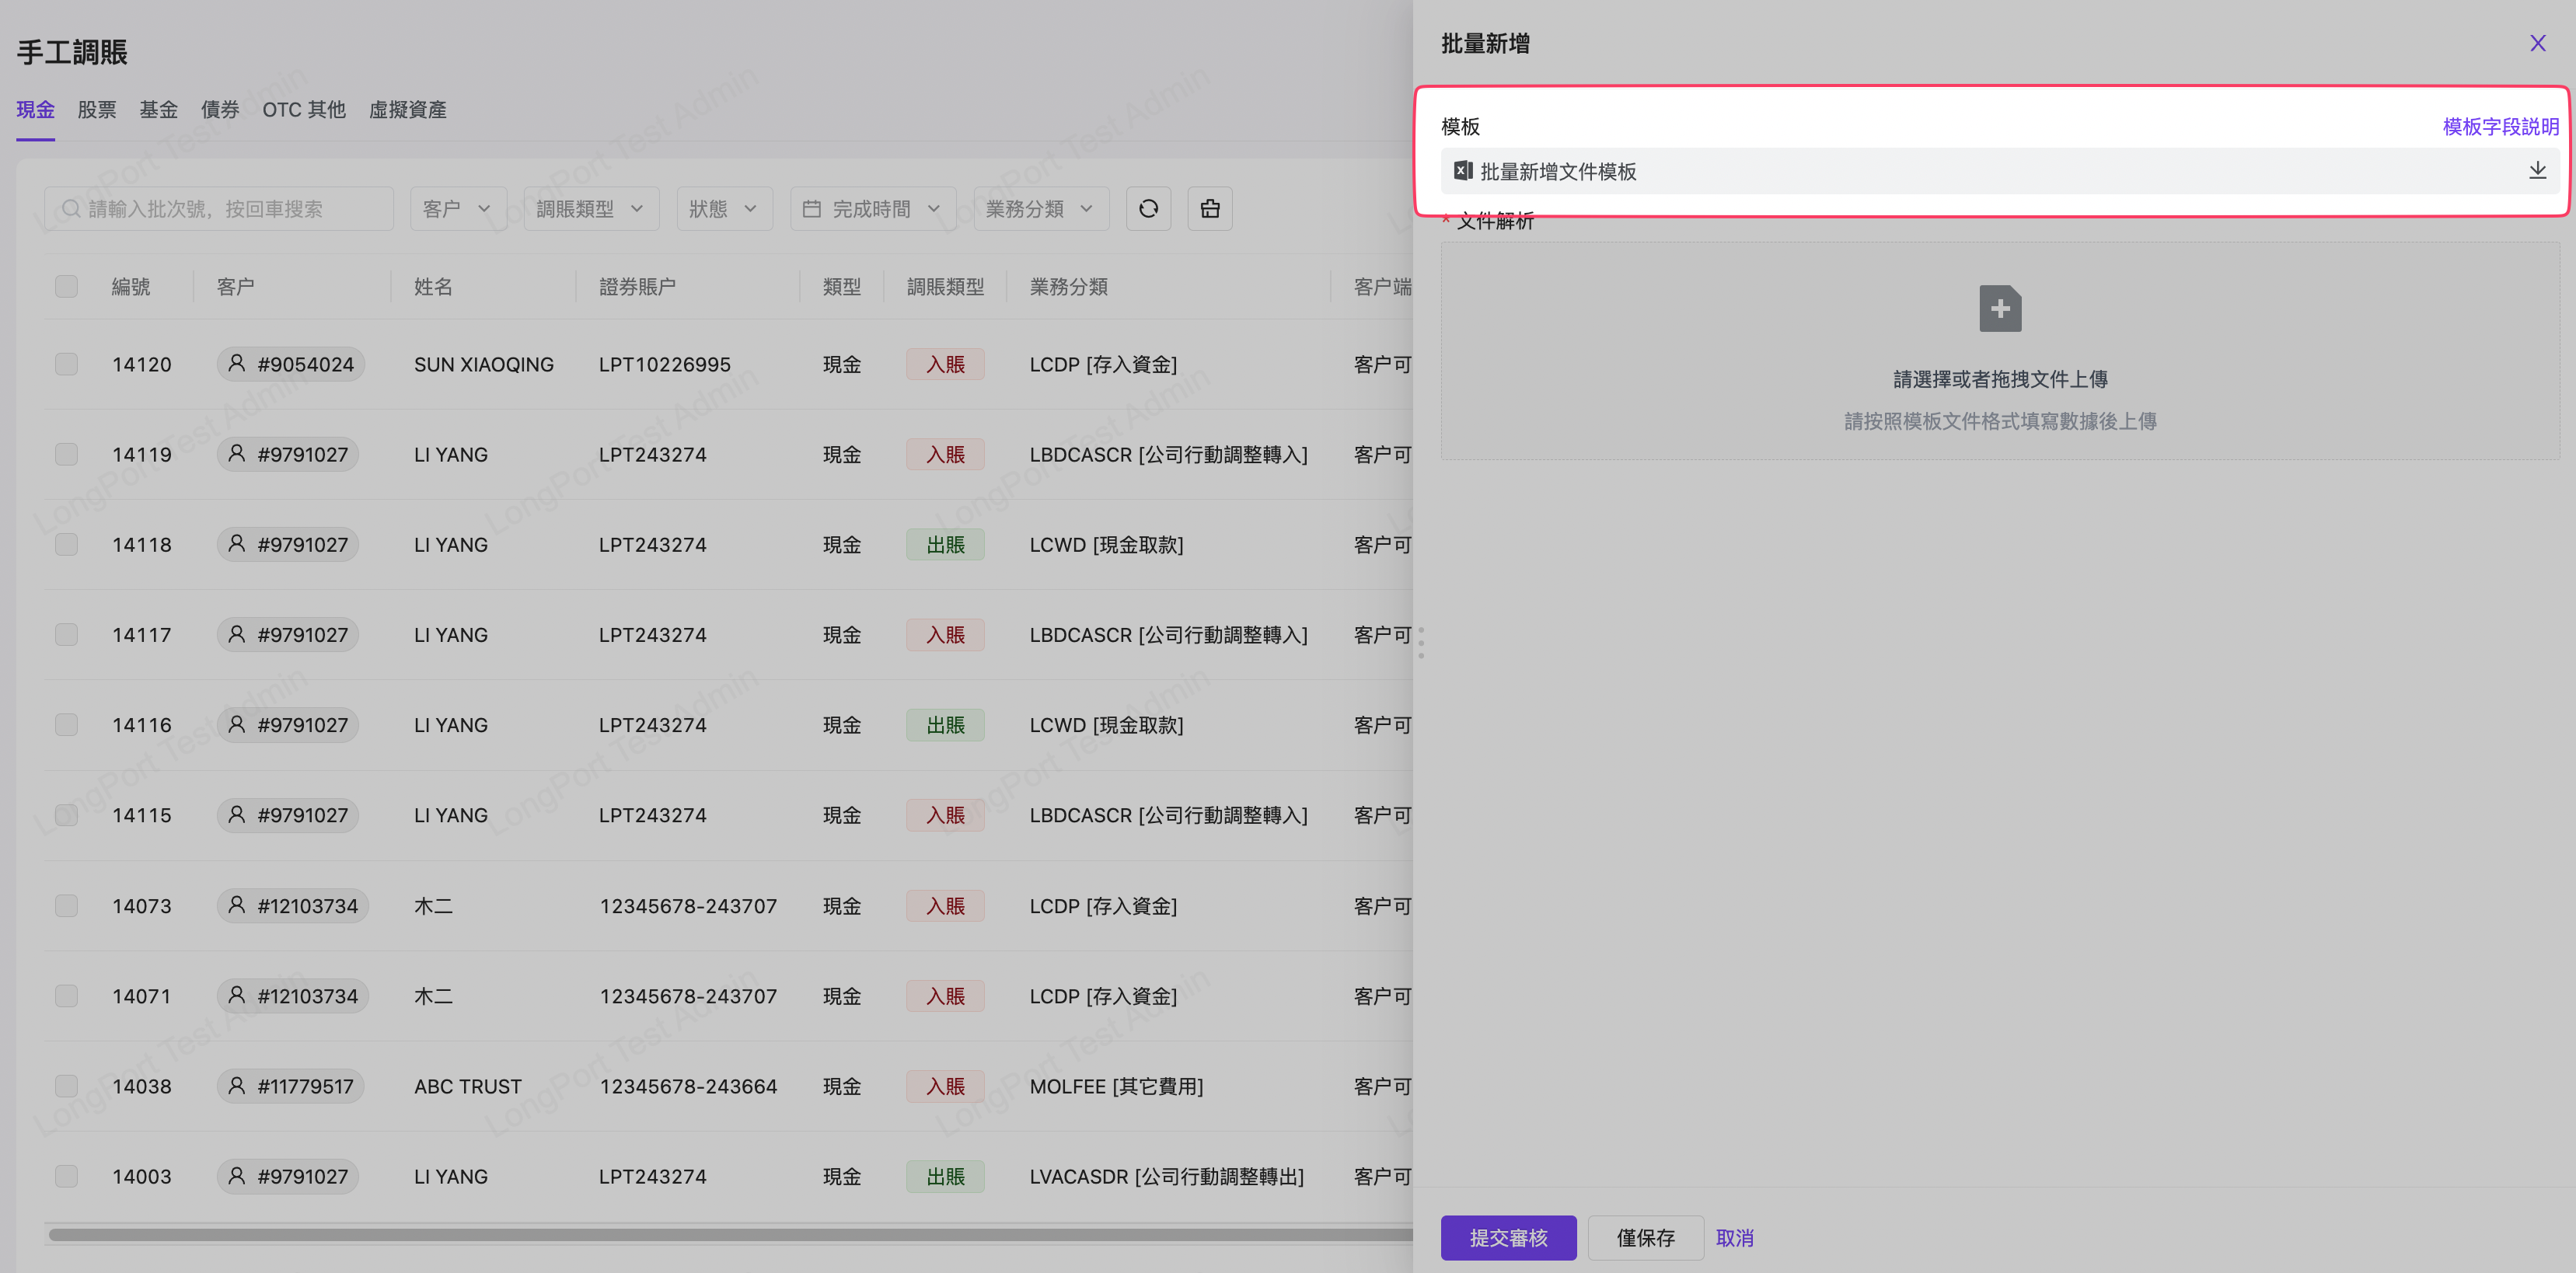 手工調賬
現金 股票 基金 債券 OTC 其他 虛擬資產
請輸入批次號，按回車搜索 客户 調賬類型 狀態 完成時間 業務分類
編號 客户 姓名 證券賬户 類型 調賬類型 業務分類 客户端
14120 #9054024 SUN XIAOQING LPT10226995 現金 入賬 LCDP [存入資金] 客户可
14119 #9791027 LI YANG LPT243274 現金 入賬 LBDCASCR [公司行動調整轉入] 客户可
14118 #9791027 LI YANG LPT243274 現金 出賬 LCWD [現金取款] 客户可
14117 #9791027 LI YANG LPT243274 現金 入賬 LBDCASCR [公司行動調整轉入] 客户可
14116 #9791027 LI YANG LPT243274 現金 出賬 LCWD [現金取款] 客户可
14115 #9791027 LI YANG LPT243274 現金 入賬 LBDCASCR [公司行動調整轉入] 客户可
14073 #12103734 木二 12345678-243707 現金 入賬 LCDP [存入資金] 客户可
14071 #12103734 木二 12345678-243707 現金 入賬 LCDP [存入資金] 客户可
14038 #11779517 ABC TRUST 12345678-243664 現金 入賬 MOLFEE [其它費用] 客户可
14003 #9791027 LI YANG LPT243274 現金 出賬 LVACASDR [公司行動調整轉出] 客户可
批量新增
模板 模板字段説明
批量新增文件模板
* 文件解析
請選擇或者拖拽文件上傳
請按照模板文件格式填寫數據後上傳
提交審核 僅保存 取消
LongPort Test Admin